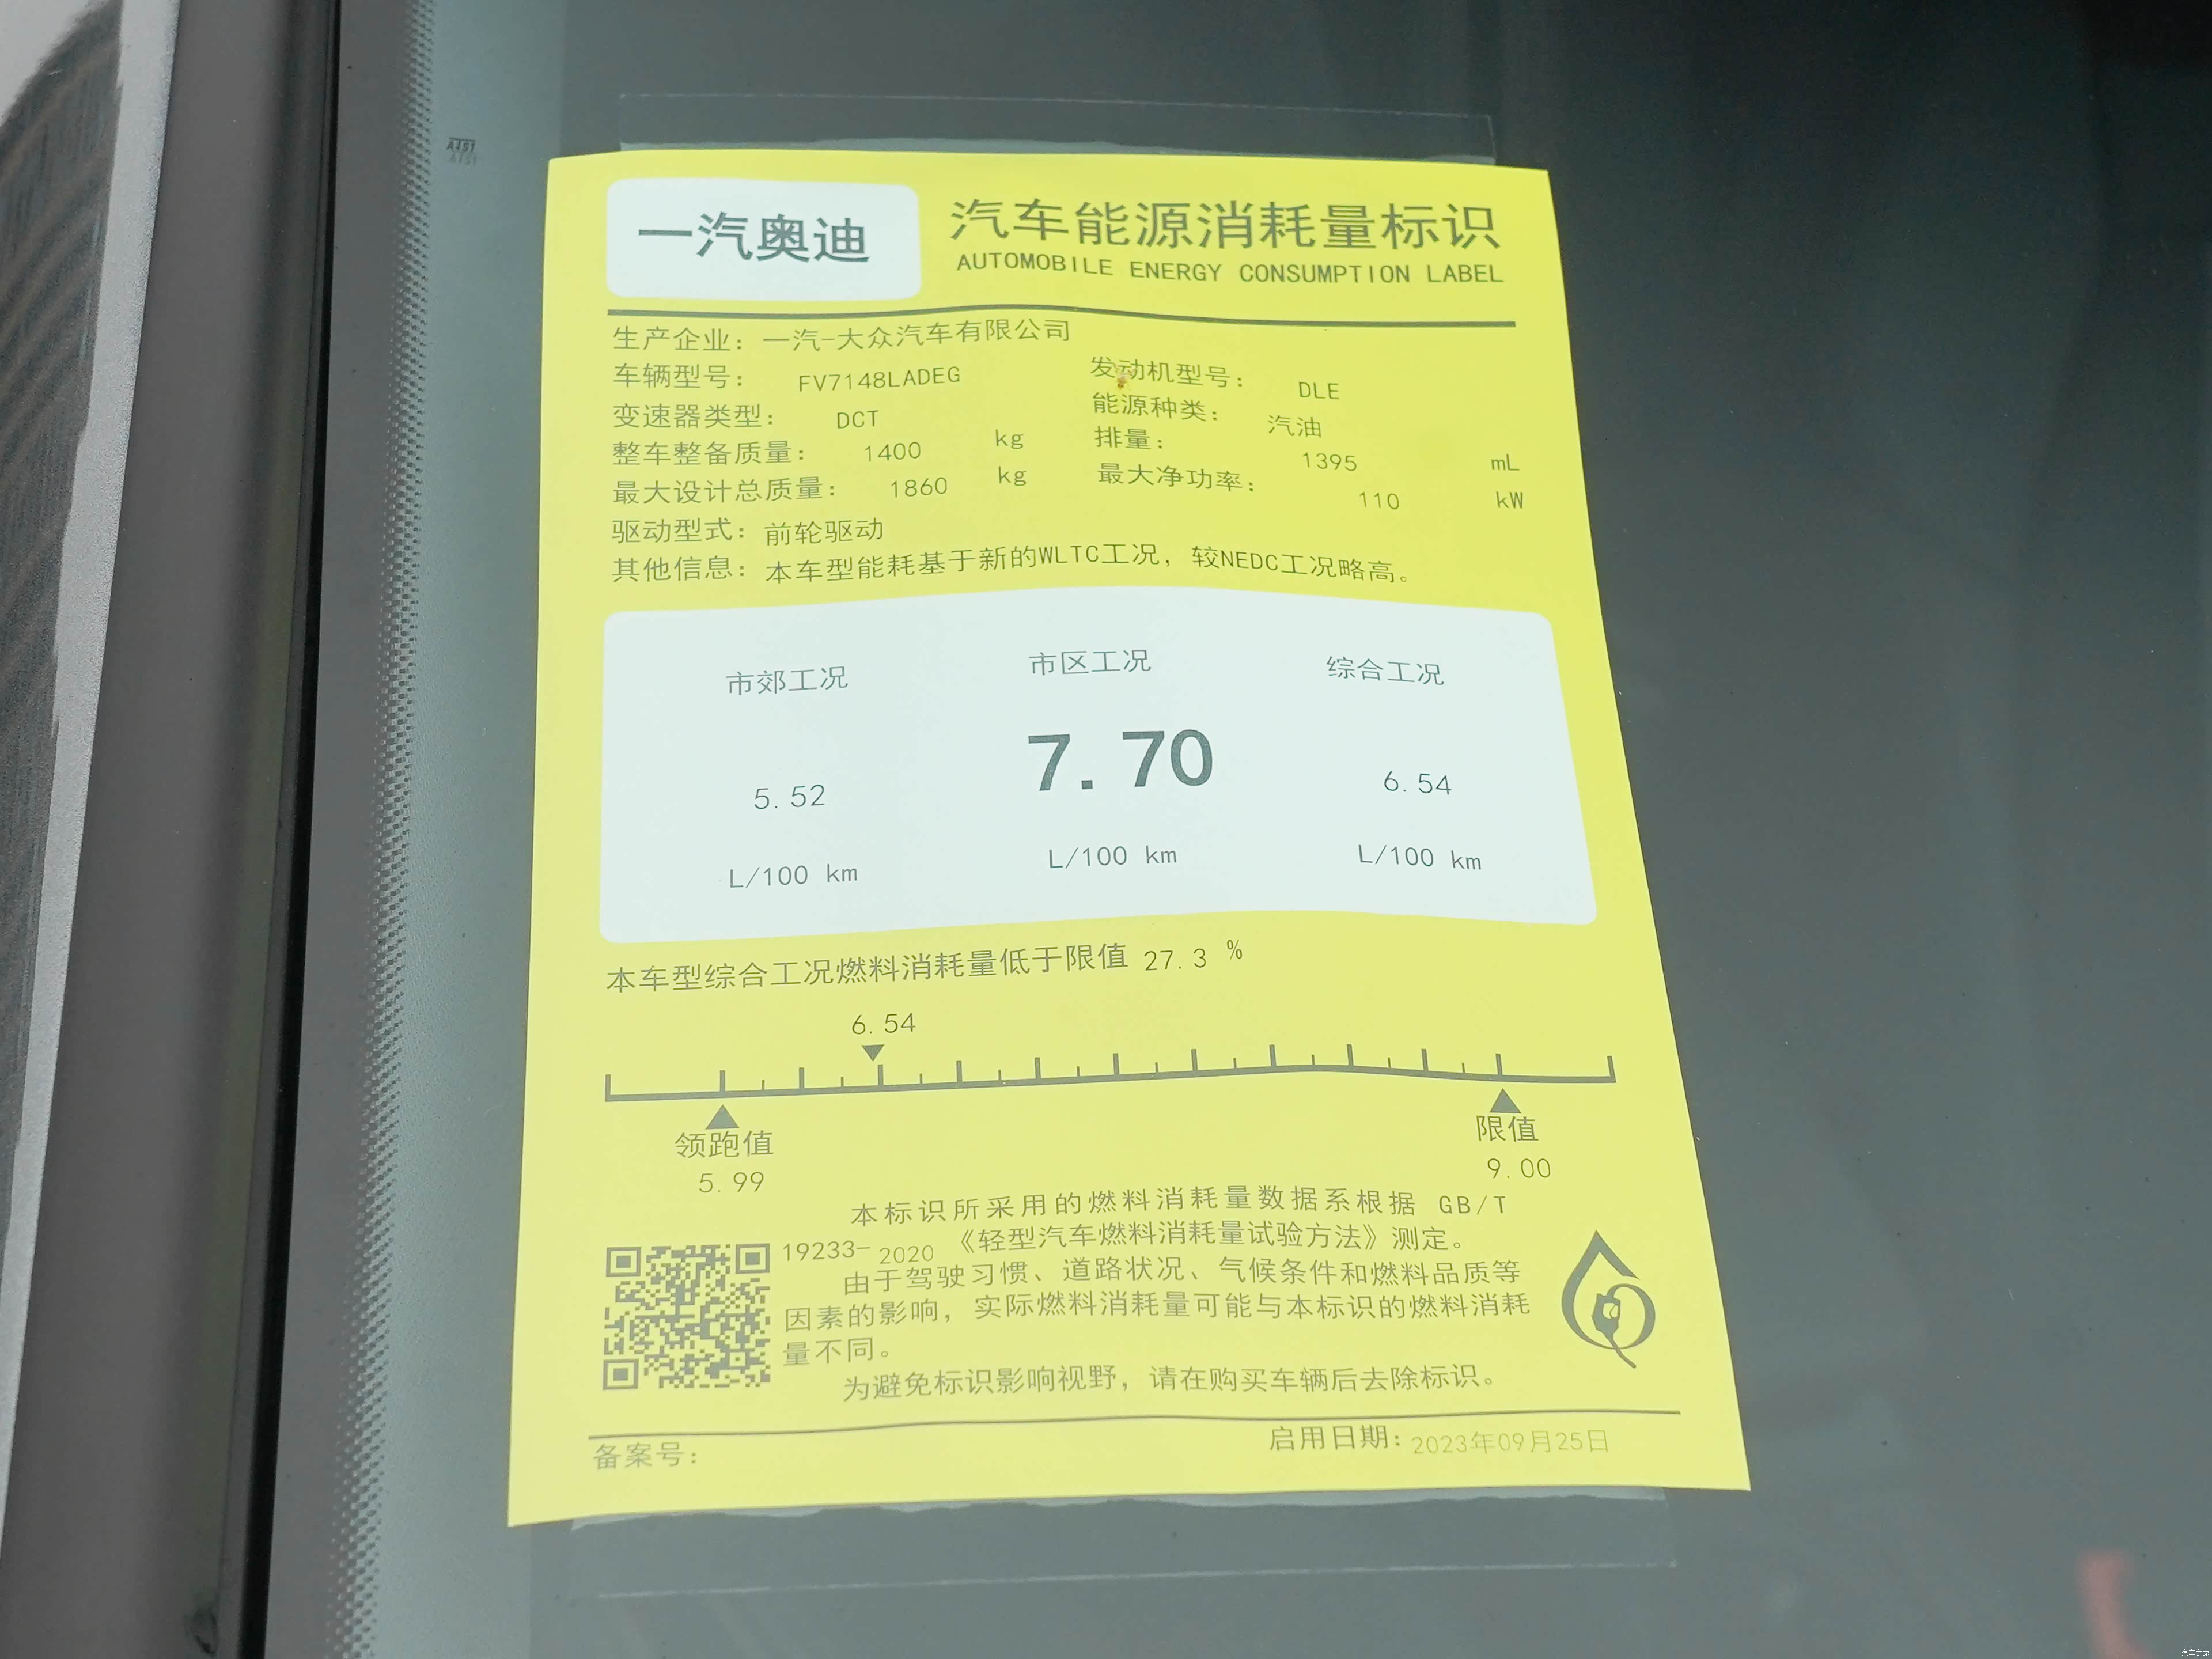 A1S1
一汽奥迪
汽车能源消耗量标识
AUTOMOBILE ENERGY CONSUMPTION LABEL
生产企业：一汽-大众汽车有限公司
车辆型号： FV7148LADEG 发动机型号： DLE
变速器类型： DCT 能源种类： 汽油
整车整备质量： 1400 kg 排量： 1395 mL
最大设计总质量： 1860 kg 最大净功率： 110 kW
驱动型式：前轮驱动
其他信息：本车型能耗基于新的WLTC工况，较NEDC工况略高。
市郊工况 市区工况 综合工况
5.52 7.70 6.54
L/100 km L/100 km L/100 km
本车型综合工况燃料消耗量低于限值 27.3 %
6.54
领跑值 限值
5.99 9.00
本标识所采用的燃料消耗量数据系根据 GB/T
19233-2020《轻型汽车燃料消耗量试验方法》测定。
由于驾驶习惯、道路状况、气候条件和燃料品质等
因素的影响，实际燃料消耗量可能与本标识的燃料消耗
量不同。
为避免标识影响视野，请在购买车辆后去除标识。
备案号： 启用日期：2023年09月25日
汽车之家